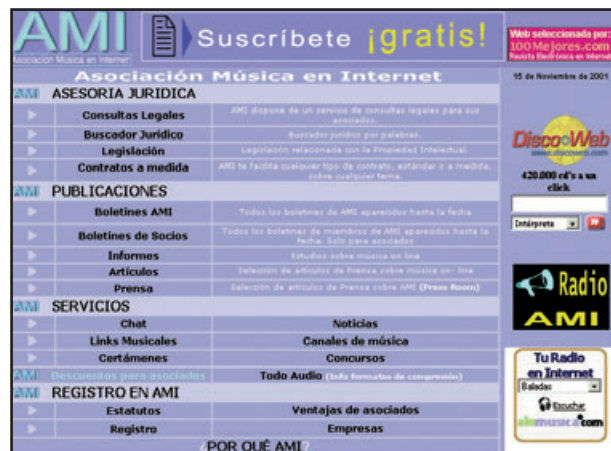 AMI
Asociación Música en Internet
Suscríbete ¡gratis!
Web seleccionada por:
100Mejores.com
Revista Electrónica en Internet
Asociación Música en Internet
15 de Noviembre de 2001
AMI ASESORIA JURIDICA
Consultas Legales
AMI dispone de un servicio de consultas legales para sus
asociados.
Buscador Jurídico
Buscador jurídico por palabras.
Legislación
Legislación relacionada con la Propiedad Intelectual.
Contratos a medida
AMI te facilita cualquier tipo de contrato, estándar o a medida,
sobre cualquier tema.
AMI PUBLICACIONES
Boletines AMI
Todos los boletines de AMI aparecidos hasta la fecha
Boletines de Socios
Todos los boletines de miembros de AMI aparecidos hasta la
fecha. Solo para asociados
Informes
Estudios sobre música on line
Artículos
Selección de artículos de Prensa sobre música on-line
Prensa
Selección de artículos de Prensa sobre AMI (Press Room)
AMI SERVICIOS
Chat Noticias
Links Musicales Canales de música
Certámenes Concursos
AMI Descuentos para asociados Todo Audio (Info formatos de compresión)
AMI REGISTRO EN AMI
Estatutos Ventajas de asociados
Registro Empresas
¿POR QUÉ AMI?
DiscoWeb
www.discoweb.com
420.000 cd's a un
click
Intérprete
Radio
AMI
Tu Radio
en Internet
Baladas
Escuchar
alamusica.com